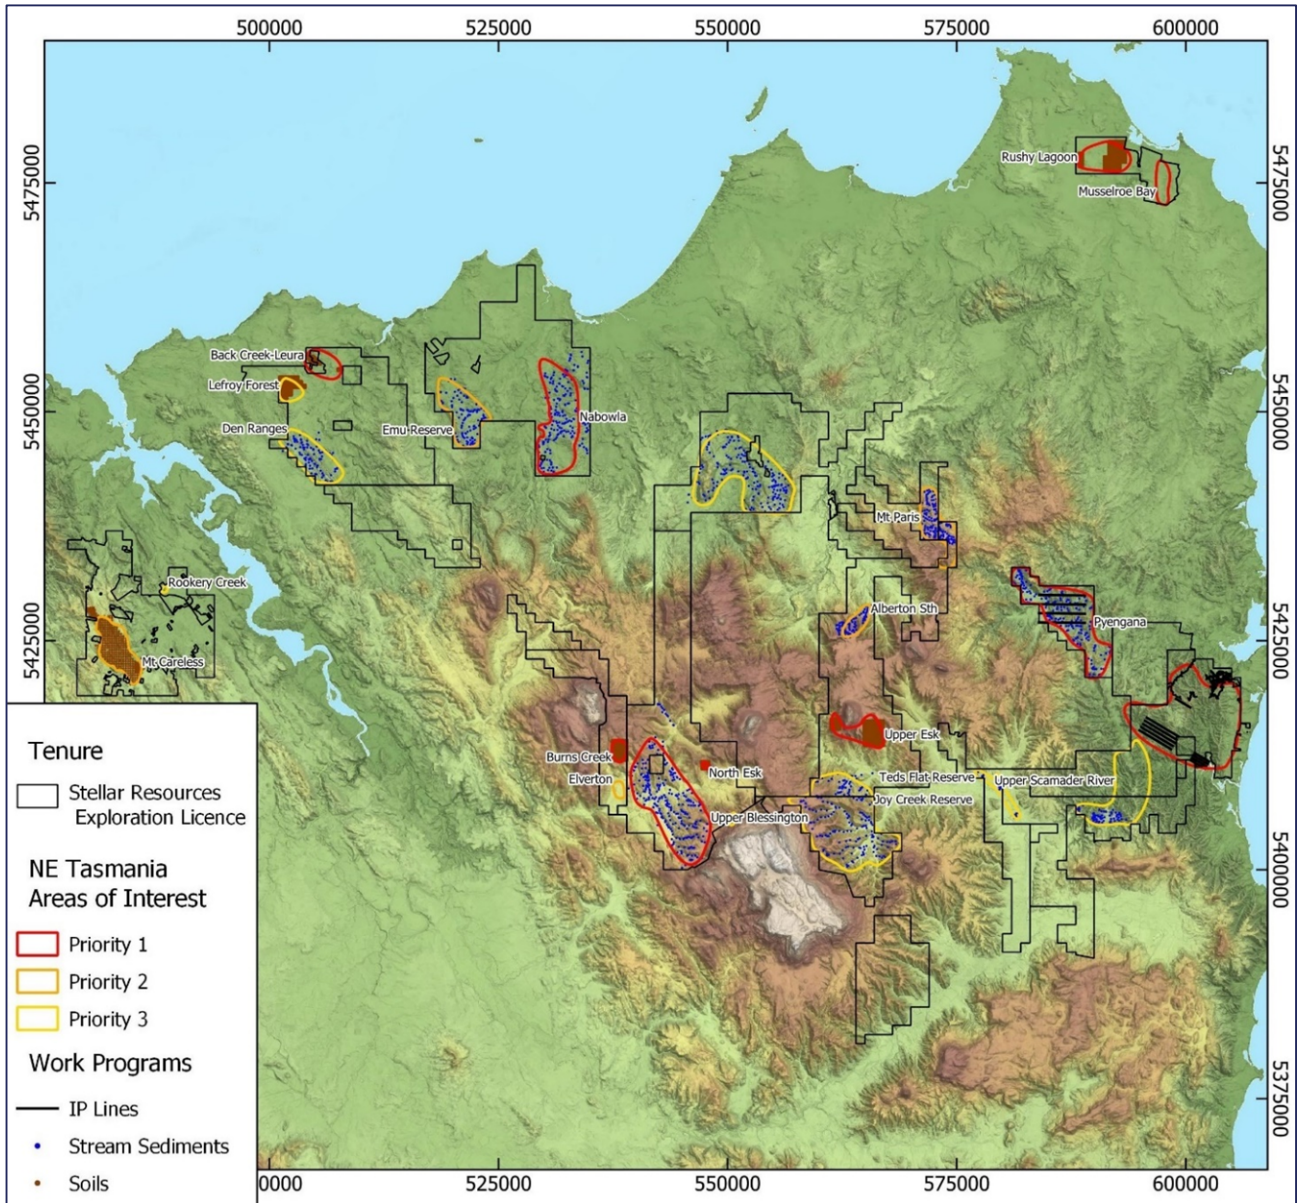 500000 525000 550000 575000 600000
5475000
5475000
Rushy Lagoon
Musselroe Bay
Back Creek-Leura
Lefroy Forest
Den Ranges
Emu Reserve
Nabowla
5450000
5450000
Mt Paris
Rookery Creek
Alberton Sth
Pyengana
Mt Careless
5425000
5425000
Upper Esk
Burns Creek
North Esk
Elverton
Teds Flat Reserve
Upper Scamader River
Joy Creek Reserve
Upper Blessington
5400000
5375000
Tenure
Stellar Resources
Exploration Licence
NE Tasmania
Areas of Interest
Priority 1
Priority 2
Priority 3
Work Programs
IP Lines
Stream Sediments
Soils
00000 525000 550000 575000 600000